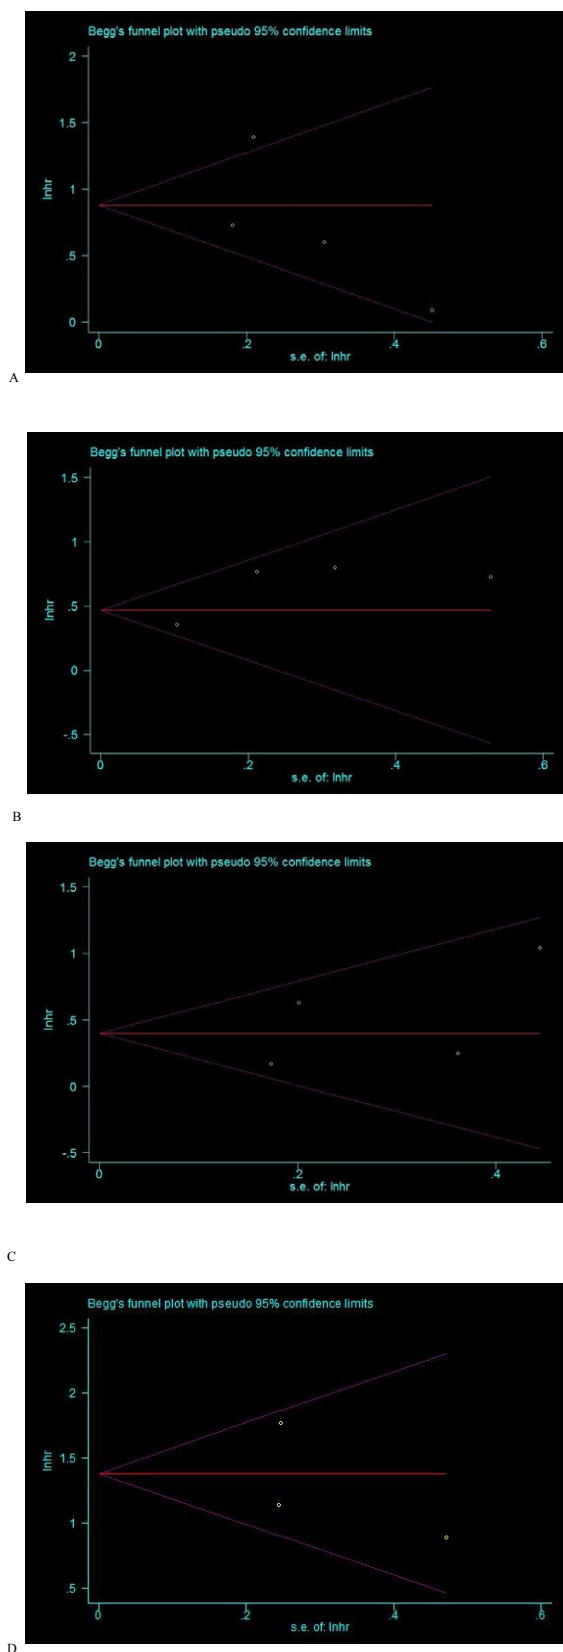 Begg's funnel plot with pseudo 95% confidence limits
2
1.5
1
.5
0
lnhr
0 .2 .4 .6
s.e. of: lnhr
A
Begg's funnel plot with pseudo 95% confidence limits
1.5
1
.5
0
-.5
lnhr
0 .2 .4 .6
s.e. of: lnhr
B
Begg's funnel plot with pseudo 95% confidence limits
1.5
1
.5
0
-.5
lnhr
0 .2 .4
s.e. of: lnhr
C
Begg's funnel plot with pseudo 95% confidence limits
2.5
2
1.5
1
.5
lnhr
0 .2 .4 .6
s.e. of: lnhr
D